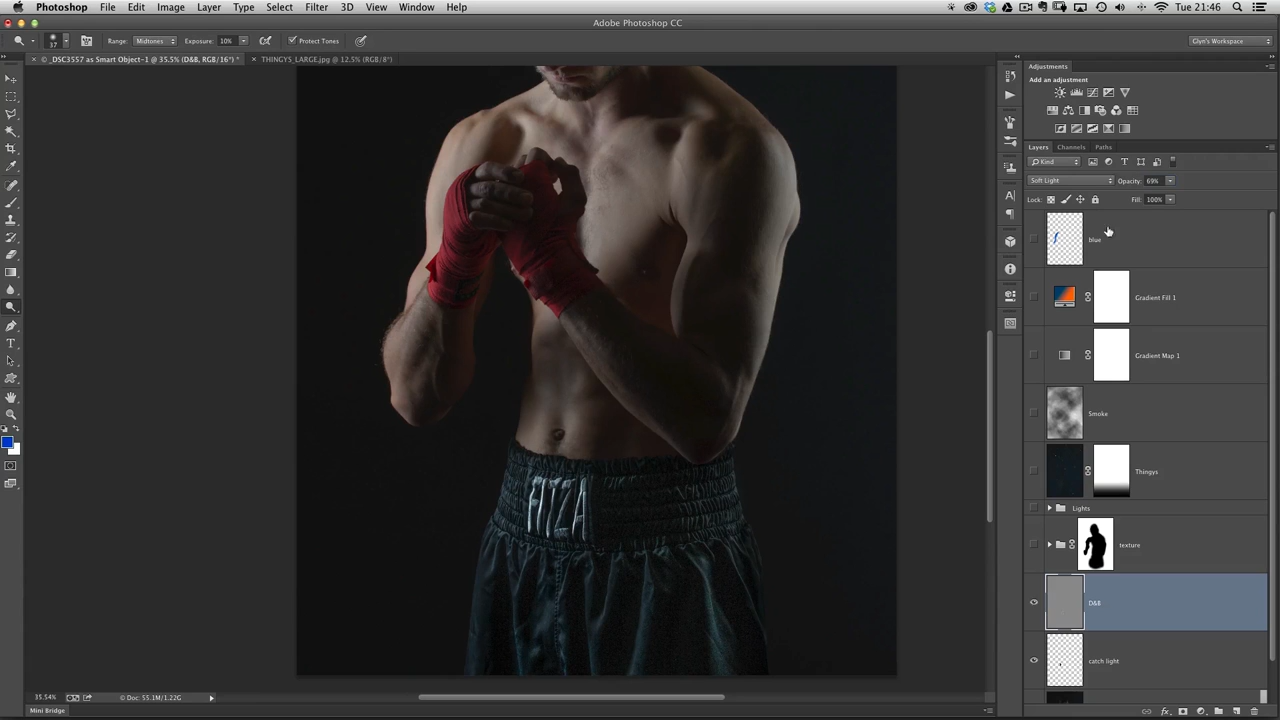 Photoshop File Edit Image Layer Type Select Filter 3D View Window Help Tue 21:46
Adobe Photoshop CC
37 Range: Midtones Exposure: 10% Protect Tones Glyn's Workspace
© _DSC3557 as Smart Object-1 @ 35.5% (D&B, RGB/16*) * THINGYS_LARGE.jpg @ 12.5% (RGB/8*)
Adjustments
Add an adjustment
Layers Channels Paths
Kind
Soft Light Opacity: 69%
Lock: Fill: 100%
blue
Gradient Fill 1
Gradient Map 1
Smoke
Thingys
Lights
texture
D&B
catch light
35.54% Doc: 55.1M/1.22G
Mini Bridge